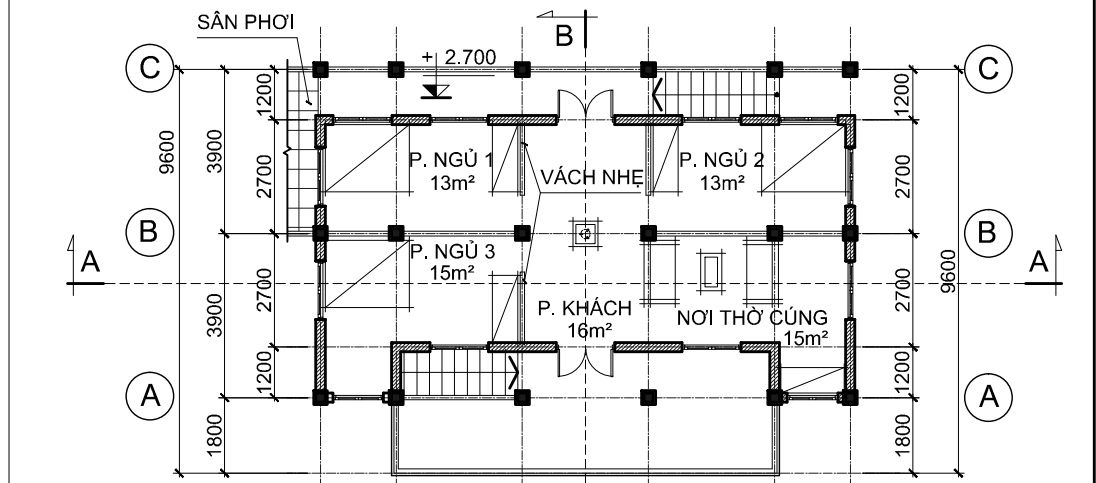 SÂN PHƠI
B
+ 2.700
C
C
1200
1200
9600
3900
P. NGỦ 1
13m²
P. NGỦ 2
13m²
VÁCH NHẸ
2700
2700
B
B
A
A
P. NGỦ 3
15m²
2700
2700
9600
3900
P. KHÁCH
16m²
NƠI THỜ CÚNG
15m²
1200
1200
A
A
1800
1800